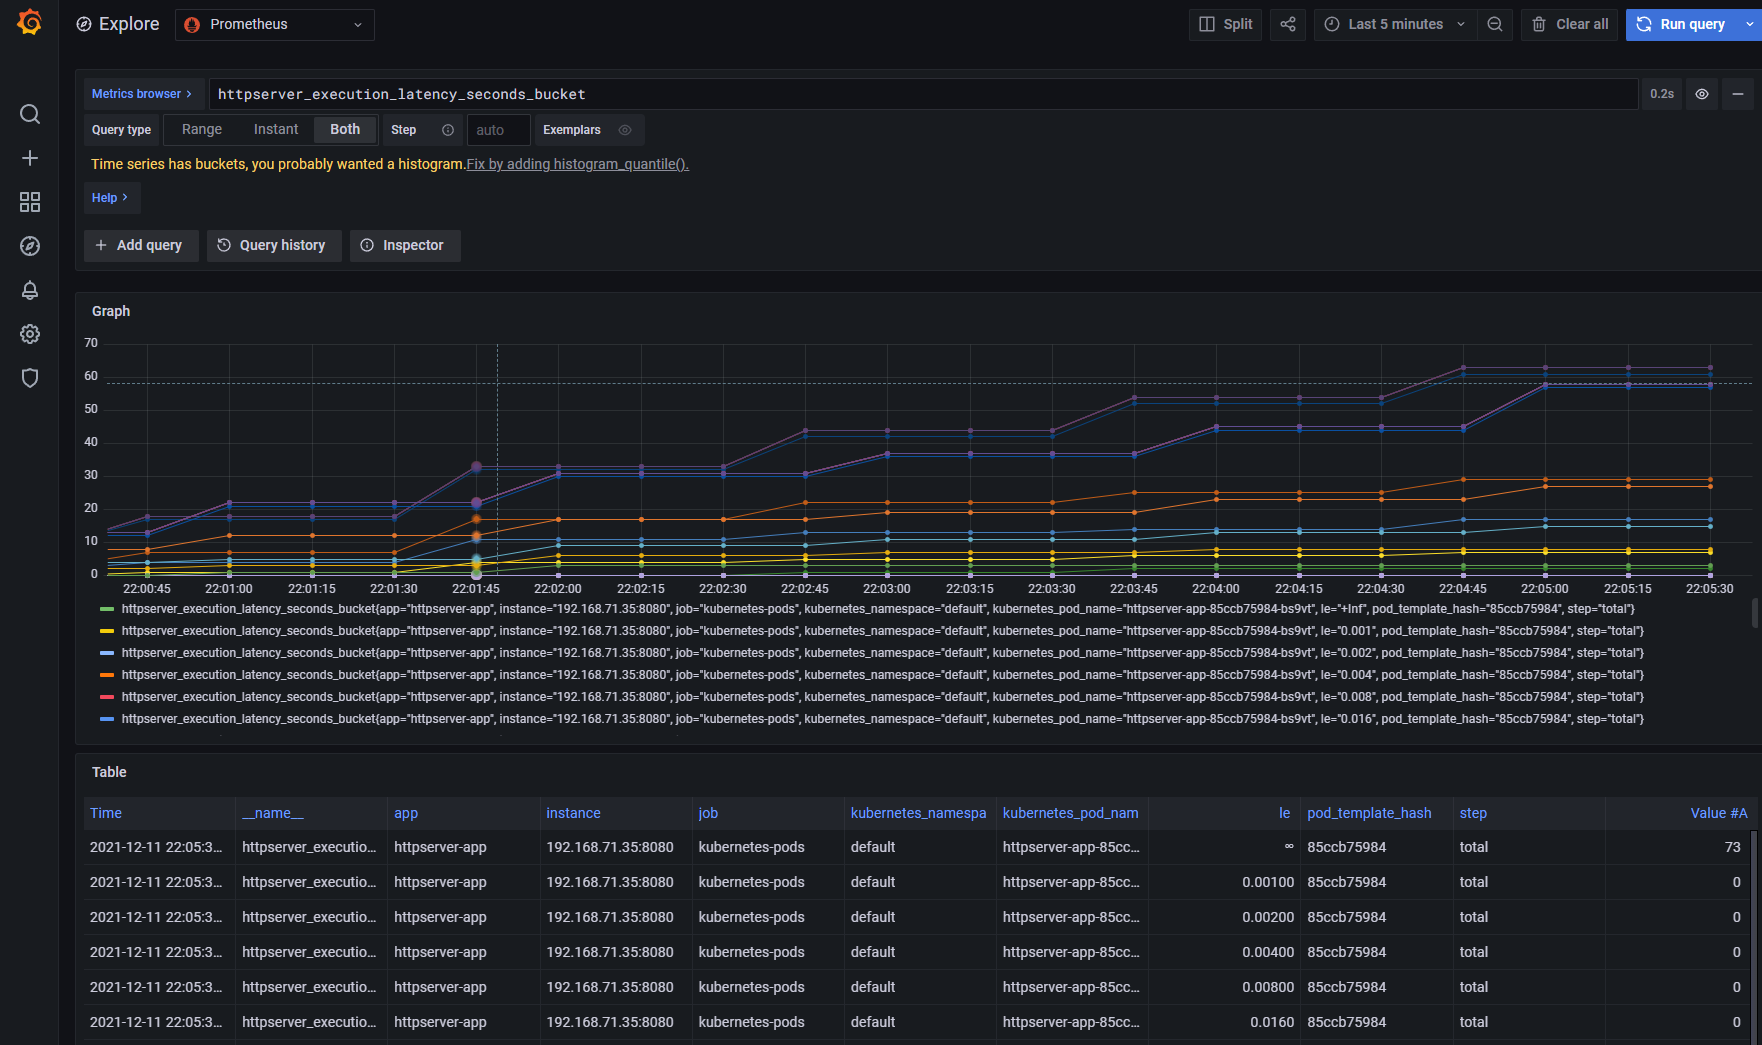 Explore Prometheus Split Last 5 minutes Clear all Run query
Metrics browser > httpserver_execution_latency_seconds_bucket 0.2s
Query type Range Instant Both Step auto Exemplars
Time series has buckets, you probably wanted a histogram.Fix by adding histogram_quantile().
Help >
+ Add query Query history Inspector
Graph
70
60
50
40
30
20
10
0
22:00:45 22:01:00 22:01:15 22:01:30 22:01:45 22:02:00 22:02:15 22:02:30 22:02:45 22:03:00 22:03:15 22:03:30 22:03:45 22:04:00 22:04:15 22:04:30 22:04:45 22:05:00 22:05:15 22:05:30
httpserver_execution_latency_seconds_bucket{app="httpserver-app", instance="192.168.71.35:8080", job="kubernetes-pods", kubernetes_namespace="default", kubernetes_pod_name="httpserver-app-85ccb75984-bs9vt", le="+Inf", pod_template_hash="85ccb75984", step="total"}
httpserver_execution_latency_seconds_bucket{app="httpserver-app", instance="192.168.71.35:8080", job="kubernetes-pods", kubernetes_namespace="default", kubernetes_pod_name="httpserver-app-85ccb75984-bs9vt", le="0.001", pod_template_hash="85ccb75984", step="total"}
httpserver_execution_latency_seconds_bucket{app="httpserver-app", instance="192.168.71.35:8080", job="kubernetes-pods", kubernetes_namespace="default", kubernetes_pod_name="httpserver-app-85ccb75984-bs9vt", le="0.002", pod_template_hash="85ccb75984", step="total"}
httpserver_execution_latency_seconds_bucket{app="httpserver-app", instance="192.168.71.35:8080", job="kubernetes-pods", kubernetes_namespace="default", kubernetes_pod_name="httpserver-app-85ccb75984-bs9vt", le="0.004", pod_template_hash="85ccb75984", step="total"}
httpserver_execution_latency_seconds_bucket{app="httpserver-app", instance="192.168.71.35:8080", job="kubernetes-pods", kubernetes_namespace="default", kubernetes_pod_name="httpserver-app-85ccb75984-bs9vt", le="0.008", pod_template_hash="85ccb75984", step="total"}
httpserver_execution_latency_seconds_bucket{app="httpserver-app", instance="192.168.71.35:8080", job="kubernetes-pods", kubernetes_namespace="default", kubernetes_pod_name="httpserver-app-85ccb75984-bs9vt", le="0.016", pod_template_hash="85ccb75984", step="total"}
Table
Time __name__ app instance job kubernetes_namespa kubernetes_pod_nam le pod_template_hash step Value #A
2021-12-11 22:05:3... httpserver_executio... httpserver-app 192.168.71.35:8080 kubernetes-pods default httpserver-app-85cc... ∞ 85ccb75984 total 73
2021-12-11 22:05:3... httpserver_executio... httpserver-app 192.168.71.35:8080 kubernetes-pods default httpserver-app-85cc... 0.00100 85ccb75984 total 0
2021-12-11 22:05:3... httpserver_executio... httpserver-app 192.168.71.35:8080 kubernetes-pods default httpserver-app-85cc... 0.00200 85ccb75984 total 0
2021-12-11 22:05:3... httpserver_executio... httpserver-app 192.168.71.35:8080 kubernetes-pods default httpserver-app-85cc... 0.00400 85ccb75984 total 0
2021-12-11 22:05:3... httpserver_executio... httpserver-app 192.168.71.35:8080 kubernetes-pods default httpserver-app-85cc... 0.00800 85ccb75984 total 0
2021-12-11 22:05:3... httpserver_executio... httpserver-app 192.168.71.35:8080 kubernetes-pods default httpserver-app-85cc... 0.0160 85ccb75984 total 0